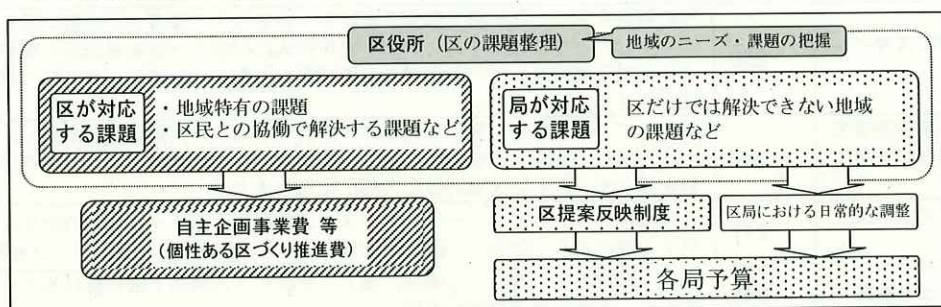 区役所（区の課題整理）
地域のニーズ・課題の把握
区が対応
する課題
・地域特有の課題
・区民との協働で解決する課題など
局が対応
する課題
区だけでは解決できない地域
の課題など
自主企画事業費 等
（個性ある区づくり推進費）
区提案反映制度
区局における日常的な調整
各局予算